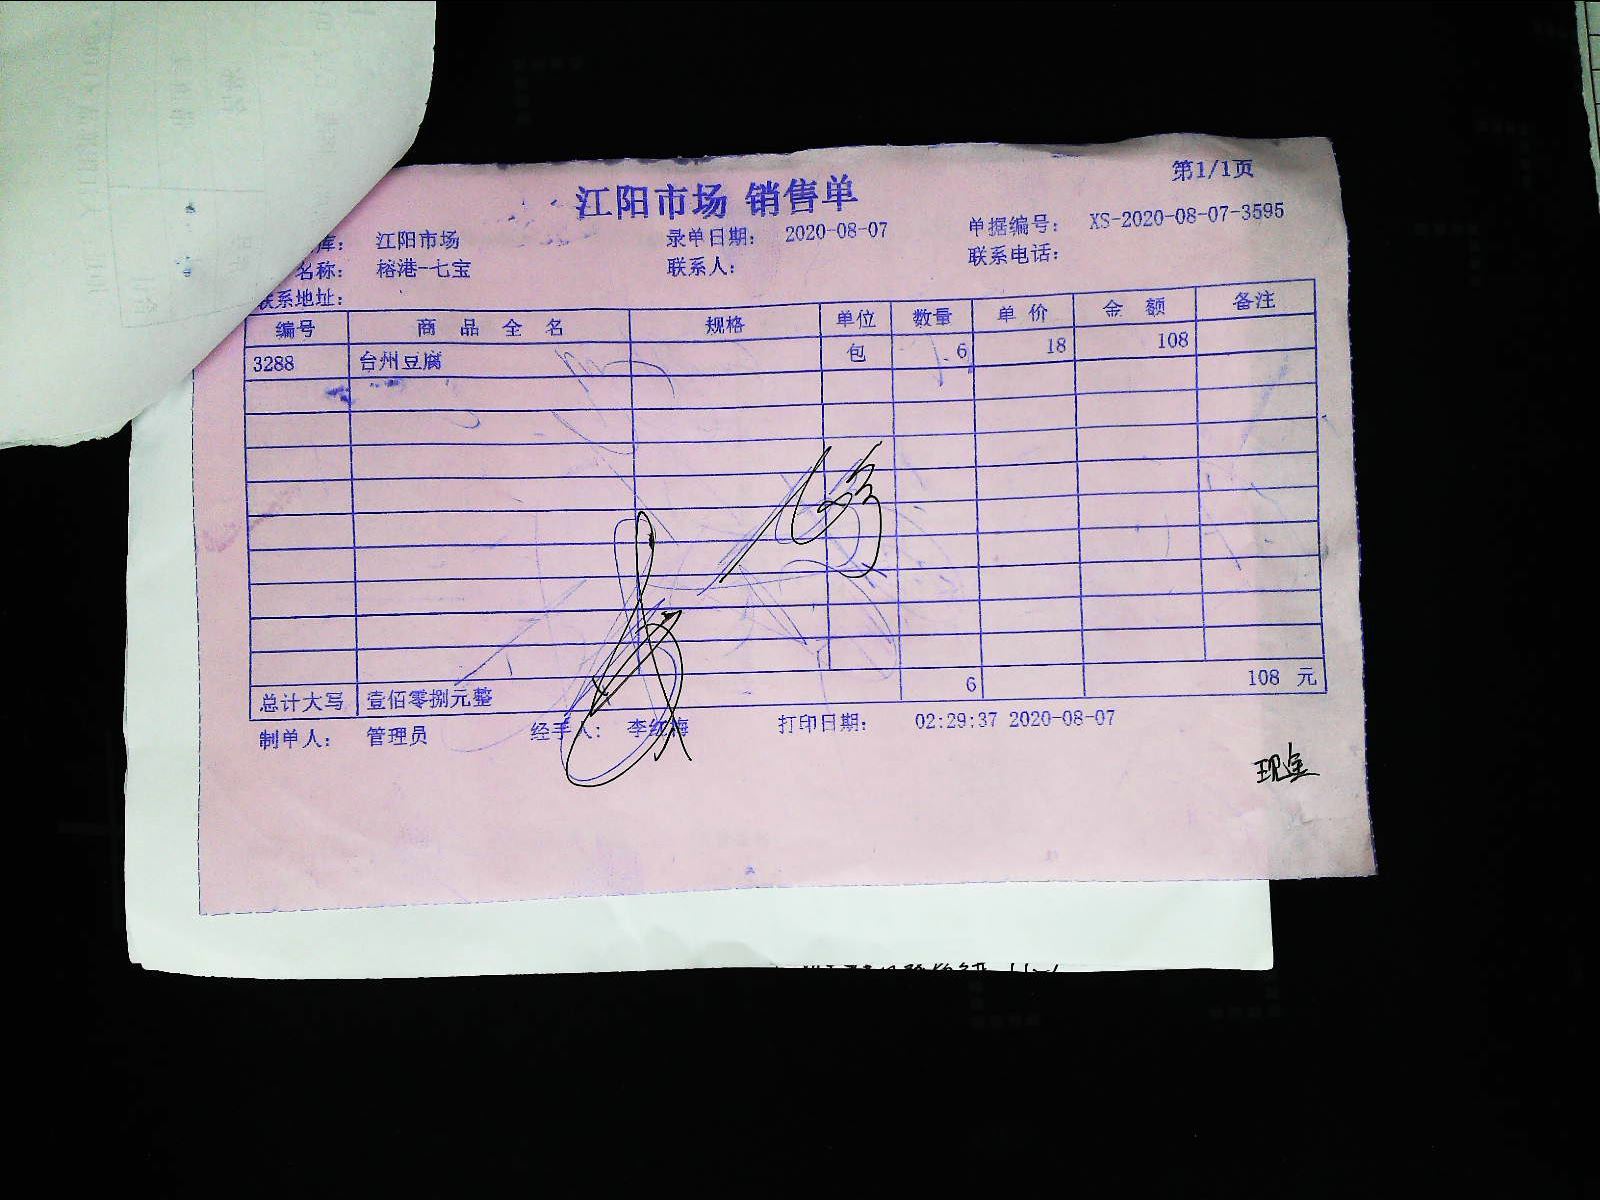 第1/1页
江阳市场 销售单
库： 江阳市场 录单日期： 2020-08-07 单据编号： XS-2020-08-07-3595
名称： 榕港-七宝 联系人： 联系电话：
联系地址：
编号 商品全名 规格 单位 数量 单价 金额 备注
3288 台州豆腐 包 6 18 108
总计大写 壹佰零捌元整 6 108 元
制单人： 管理员 经手人： 李红梅 打印日期： 02:29:37 2020-08-07
现金